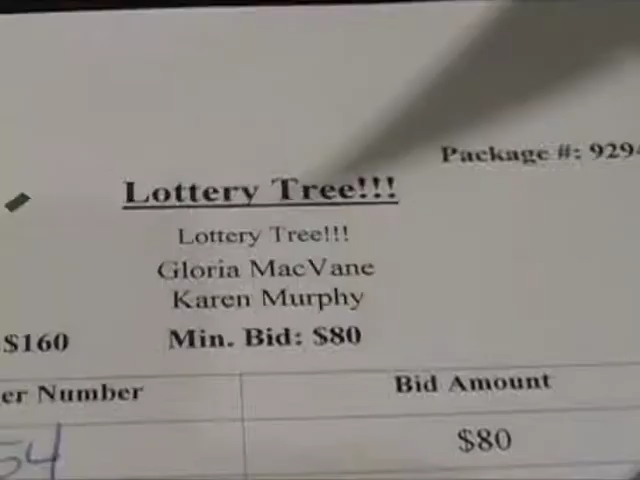 Package #: 9294
Lottery Tree!!!
Lottery Tree!!!
Gloria MacVane
Karen Murphy
$160 Min. Bid: $80
er Number Bid Amount
54 $80